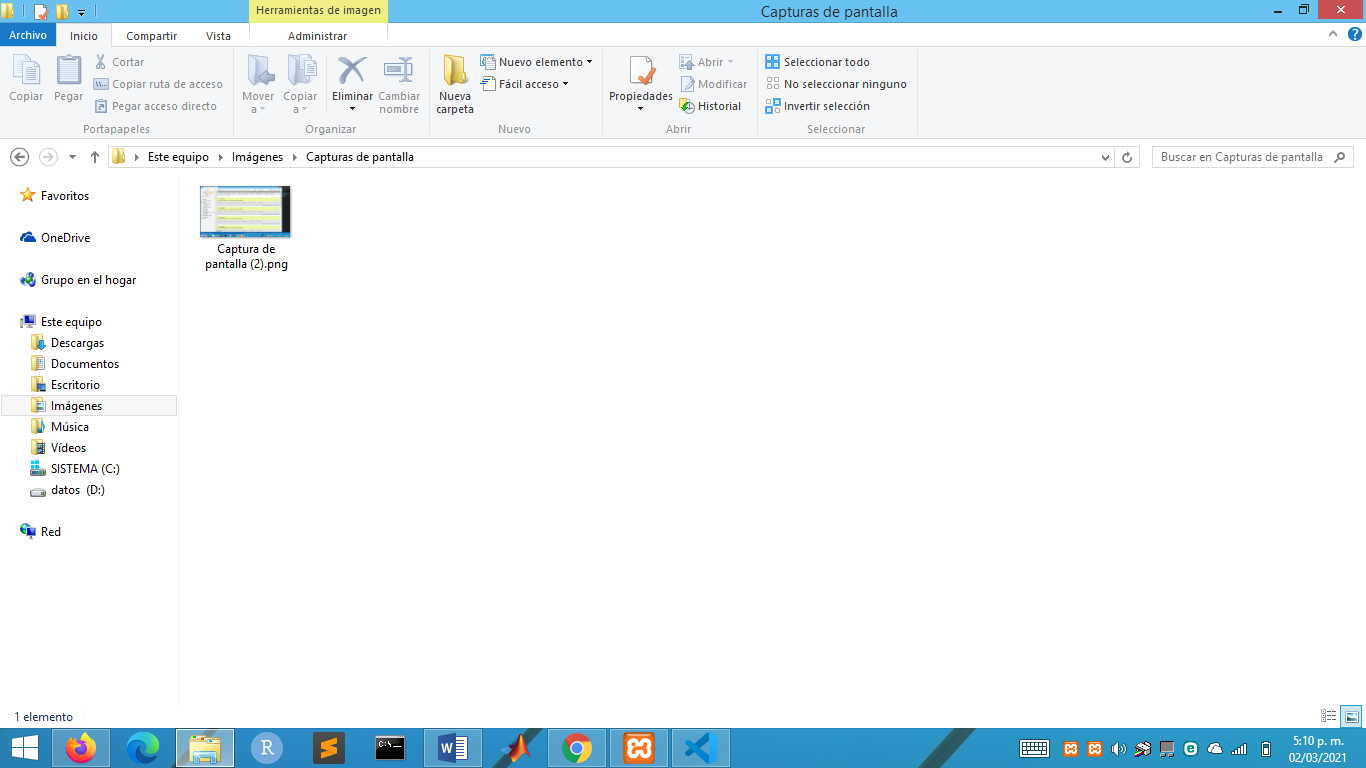 Herramientas de imagen
Capturas de pantalla
Archivo
Inicio
Compartir
Vista
Administrar
Copiar
Pegar
Cortar
Copiar ruta de acceso
Pegar acceso directo
Portapapeles
Mover a
Copiar a
Eliminar
Cambiar nombre
Organizar
Nueva carpeta
Nuevo elemento
Fácil acceso
Nuevo
Propiedades
Abrir
Modificar
Historial
Abrir
Seleccionar todo
No seleccionar ninguno
Invertir selección
Seleccionar
Este equipo
Imágenes
Capturas de pantalla
Buscar en Capturas de pantalla
Favoritos
OneDrive
Grupo en el hogar
Este equipo
Descargas
Documentos
Escritorio
Imágenes
Música
Vídeos
SISTEMA (C:)
datos (D:)
Red
Captura de
pantalla (2).png
1 elemento
5:10 p. m.
02/03/2021